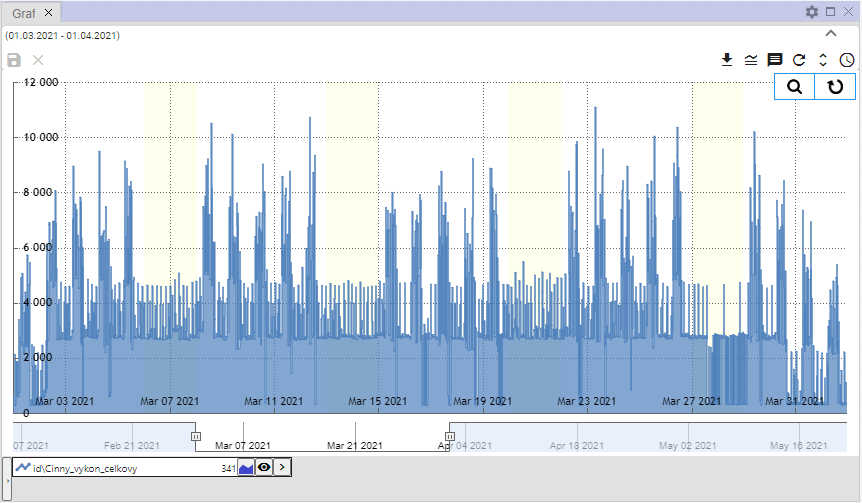 Graf
(01.03.2021 - 01.04.2021)
12 000
10 000
8 000
6 000
4 000
2 000
0
Mar 03 2021 Mar 07 2021 Mar 11 2021 Mar 15 2021 Mar 19 2021 Mar 23 2021 Mar 27 2021 Mar 31 2021
07 2021 Feb 21 2021 Mar 07 2021 Mar 21 2021 Apr 04 2021 Apr 18 2021 May 02 2021 May 16 2021
id\Cinny_vykon_celkovy 341